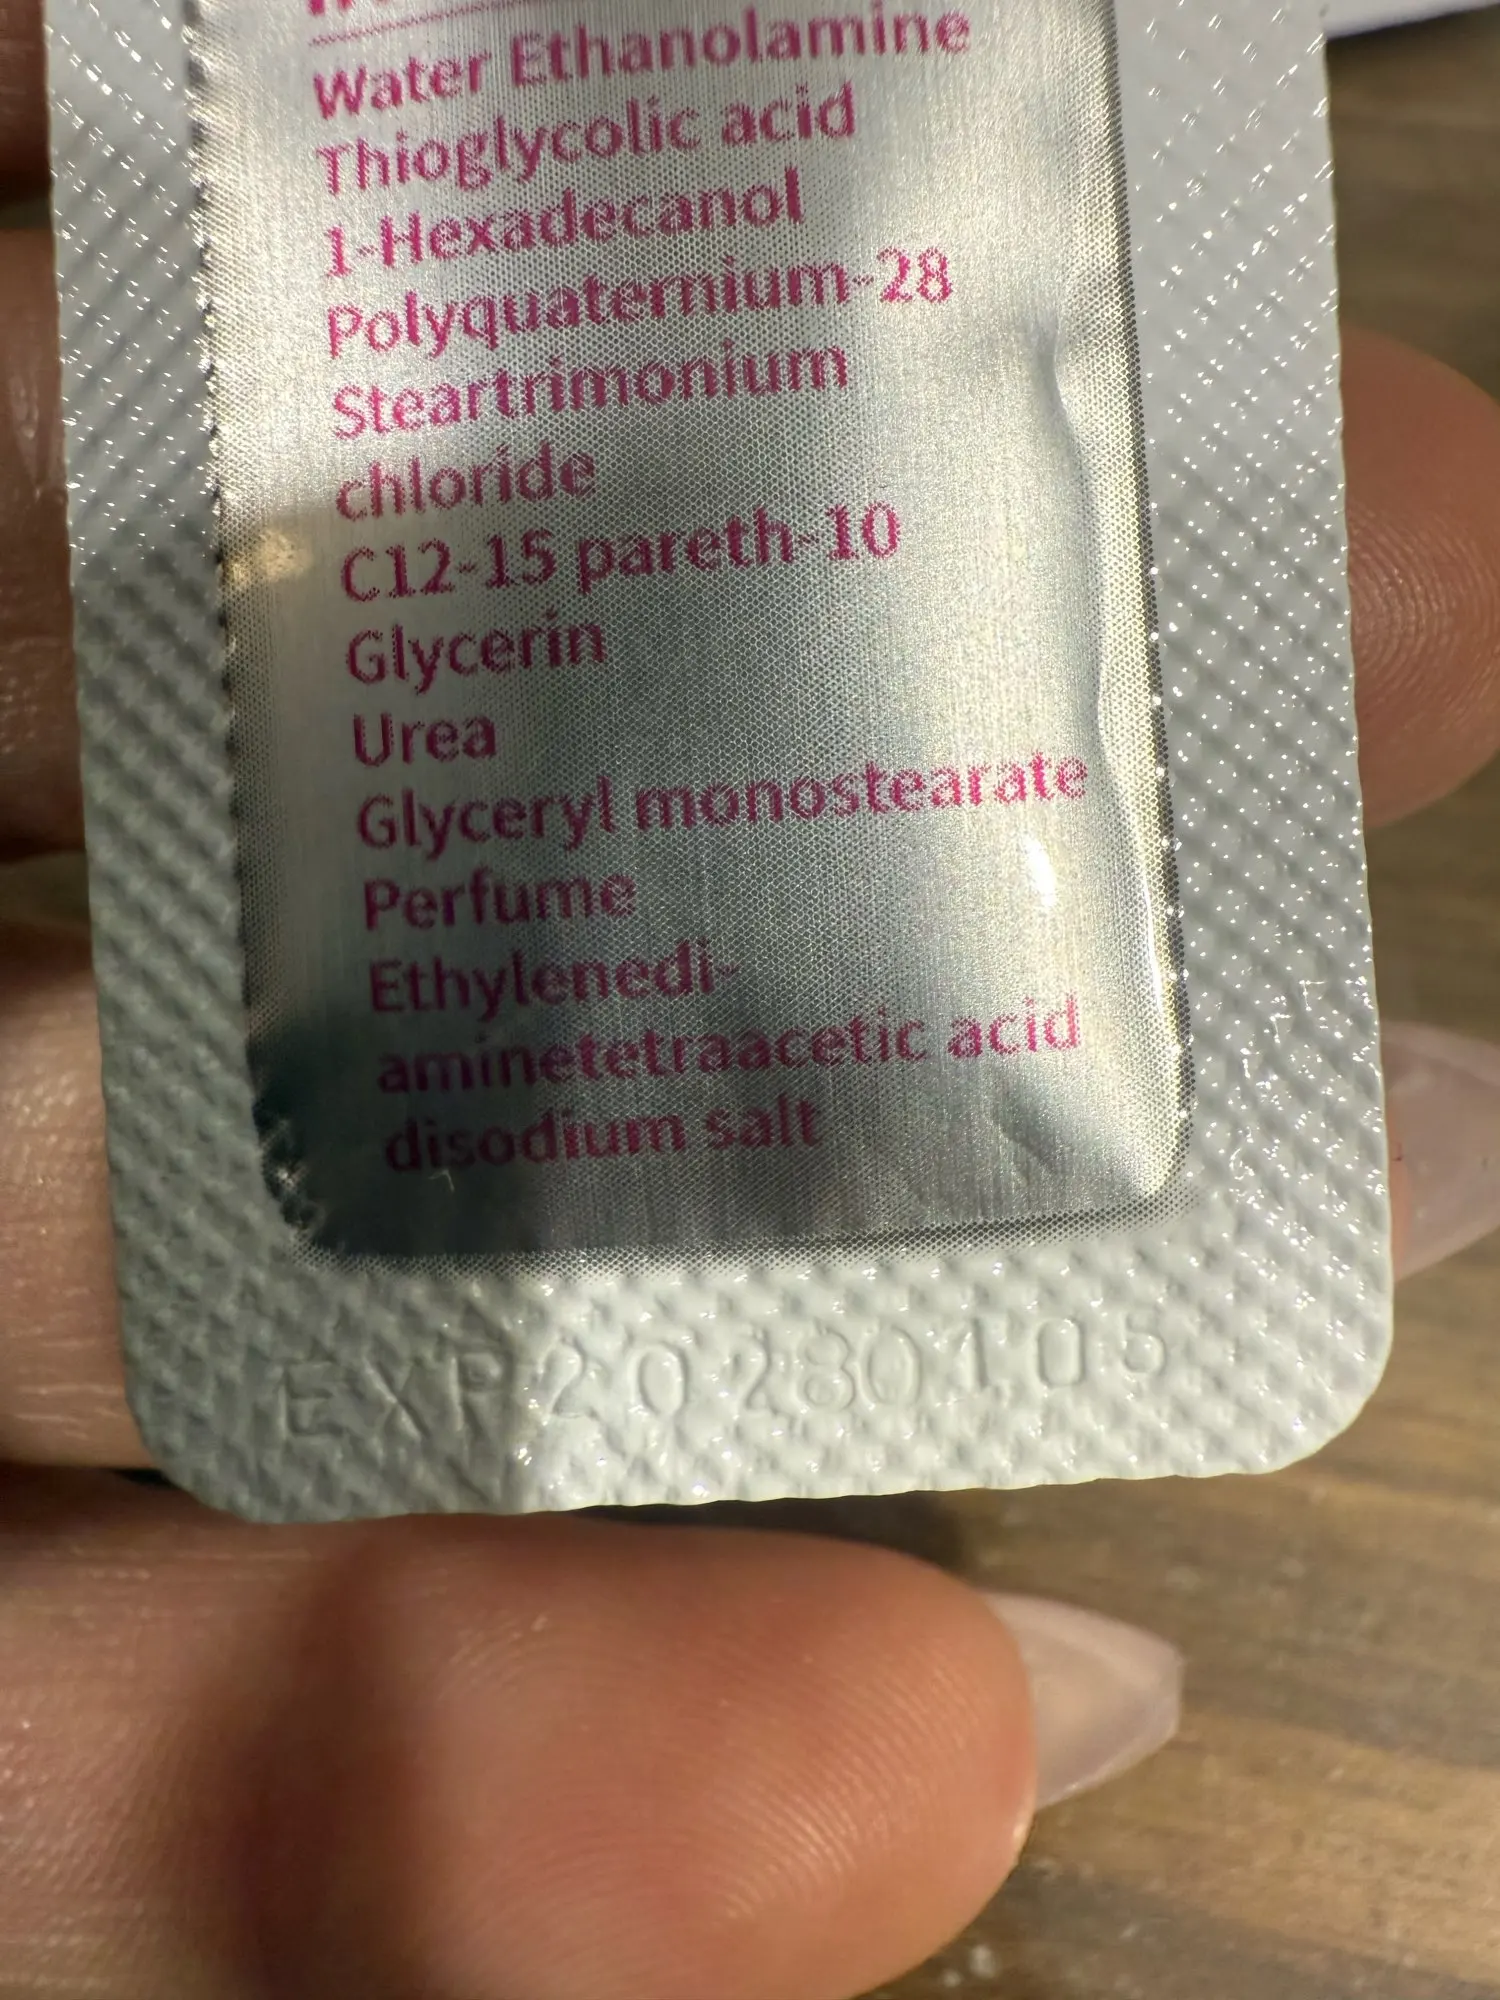 Water Ethanolamine
Thioglycolic acid
1-Hexadecanol
Polyquaternium-28
Steartrimonium
chloride
C12-15 pareth-10
Glycerin
Urea
Glyceryl monostearate
Perfume
Ethylenedi-
aminetetraacetic acid
disodium salt
EXP20280105